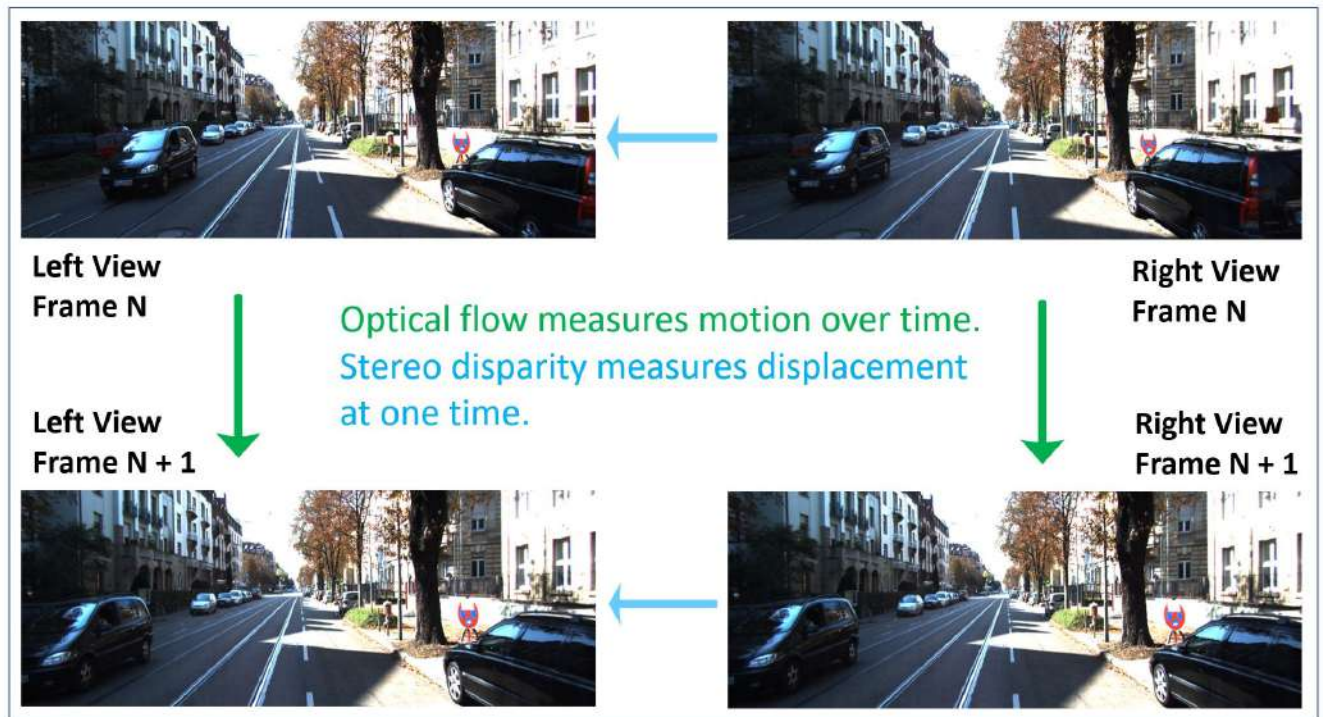 Left View
Frame N
Right View
Frame N
Optical flow measures motion over time.
Stereo disparity measures displacement
at one time.
Left View
Frame N + 1
Right View
Frame N + 1